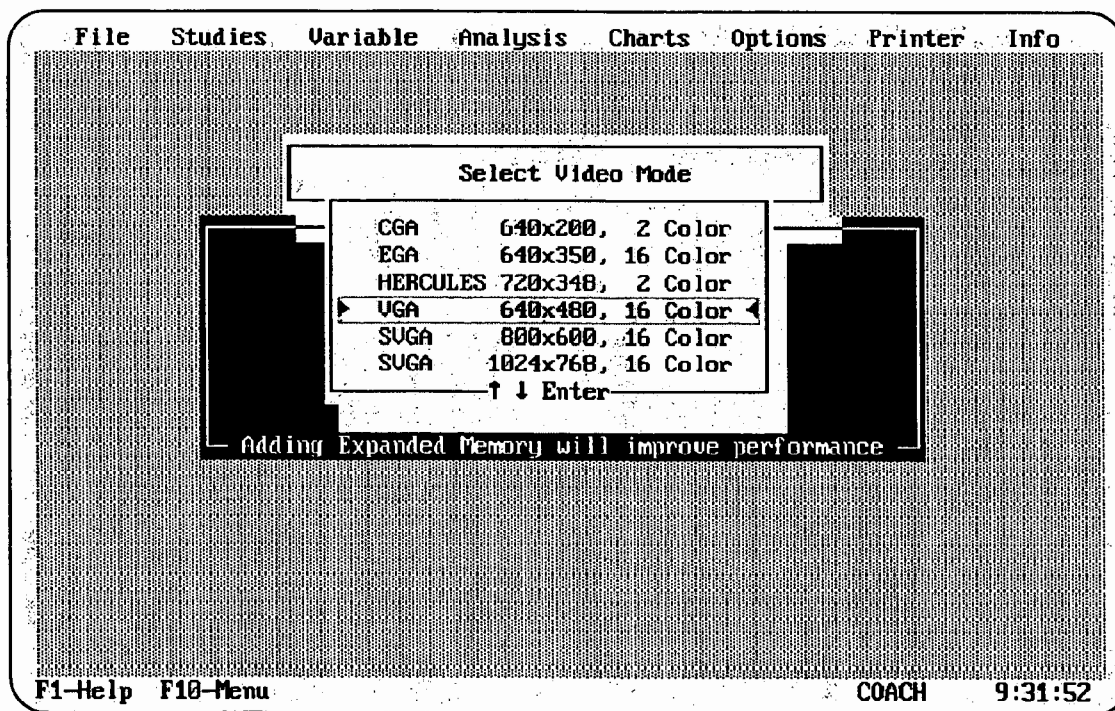 File Studies Variable Analysis Charts Options Printer Info
Select Video Mode
CGA 640x200, 2 Color
EGA 640x350, 16 Color
HERCULES 720x348, 2 Color
VGA 640x480, 16 Color
SVGA 800x600, 16 Color
SVGA 1024x768, 16 Color
↑ ↓ Enter
Adding Expanded Memory will improve performance
F1-Help F10-Menu COACH 9:31:52